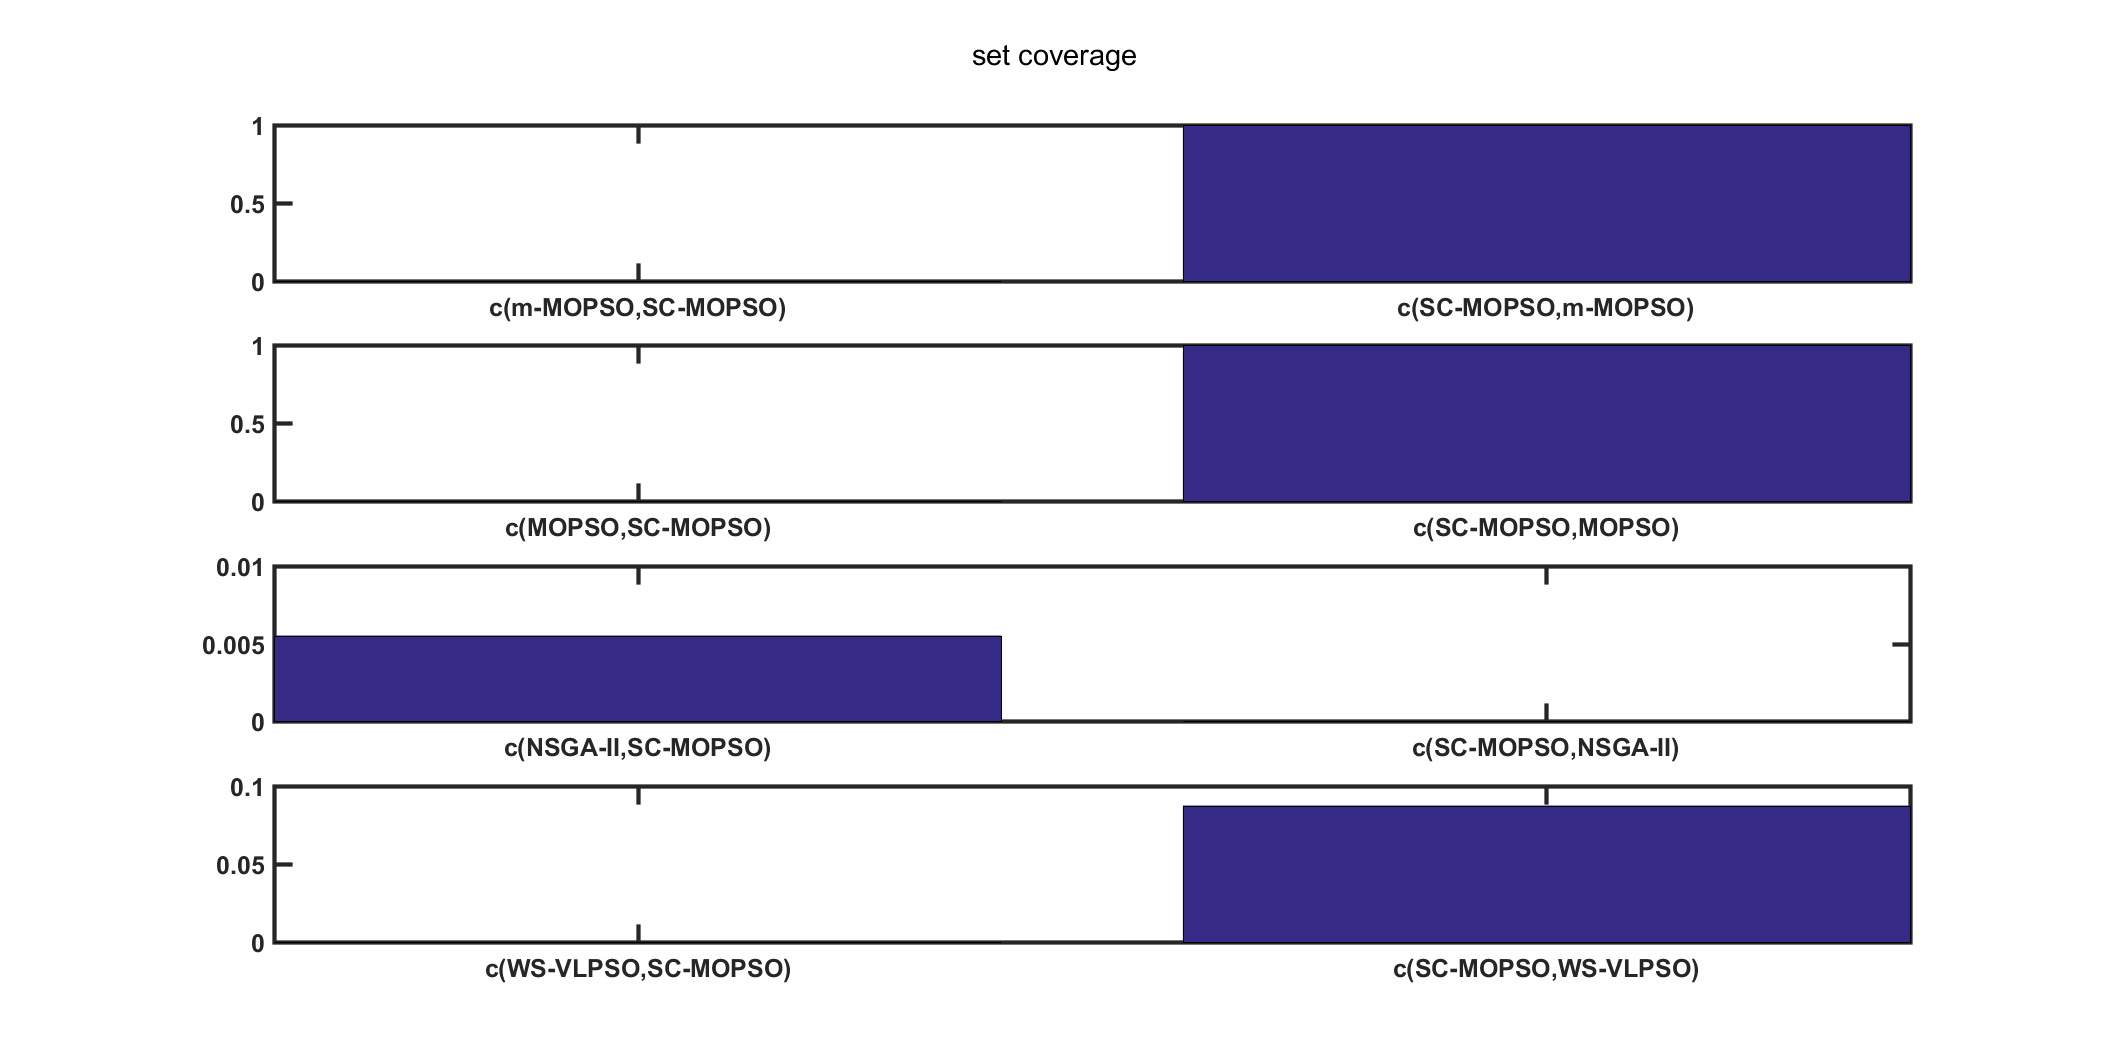 set coverage
1
0.5
0
c(m-MOPSO,SC-MOPSO) c(SC-MOPSO,m-MOPSO)
1
0.5
0
c(MOPSO,SC-MOPSO) c(SC-MOPSO,MOPSO)
0.01
0.005
0
c(NSGA-II,SC-MOPSO) c(SC-MOPSO,NSGA-II)
0.1
0.05
0
c(WS-VLPSO,SC-MOPSO) c(SC-MOPSO,WS-VLPSO)